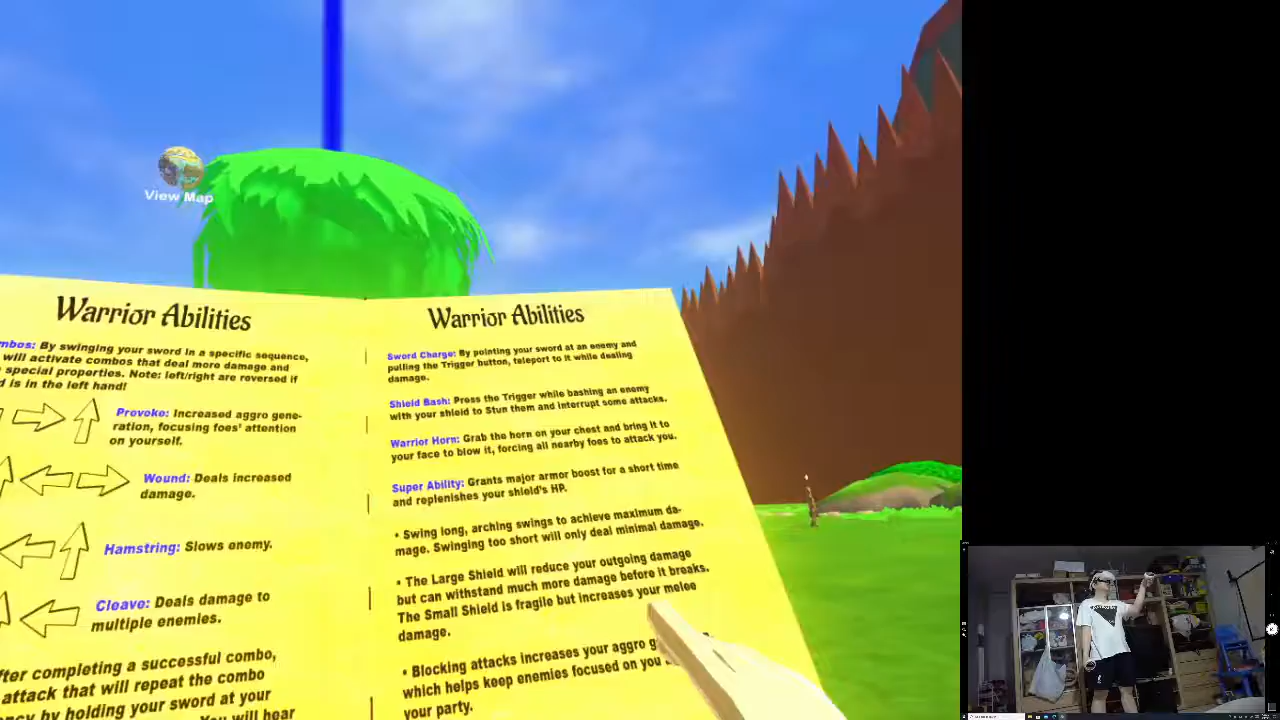 View Map
Warrior Abilities
mbos: By swinging your sword in a specific sequence,
will activate combos that deal more damage and
special properties. Note: left/right are reversed if
d is in the left hand!
Provoke: Increased aggro gene-
ration, focusing foes' attention
on yourself.
Wound: Deals increased
damage.
Hamstring: Slows enemy.
Cleave: Deals damage to
multiple enemies.
fter completing a successful combo,
attack that will repeat the combo
ncy by holding your sword at your
You will hear
Warrior Abilities
Sword Charge: By pointing your sword at an enemy and
pulling the Trigger button, teleport to it while dealing
damage.
Shield Bash: Press the Trigger while bashing an enemy
with your shield to Stun them and interrupt some attacks.
Warrior Horn: Grab the horn on your chest and bring it to
your face to blow it, forcing all nearby foes to attack you.
Super Ability: Grants major armor boost for a short time
and replenishes your shield's HP.
• Swing long, arching swings to achieve maximum da-
mage. Swinging too short will only deal minimal damage.
• The Large Shield will reduce your outgoing damage
but can withstand much more damage before it breaks.
The Small Shield is fragile but increases your melee
damage.
• Blocking attacks increases your aggro g
which helps keep enemies focused on you
your party.